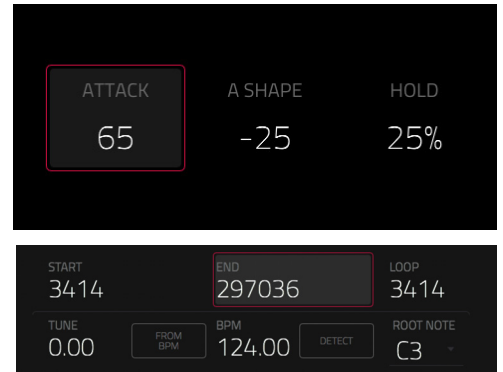 ATTACK A SHAPE HOLD
65 -25 25%
START END LOOP
3414 297036 3414
TUNE FROM BPM BPM DETECT ROOT NOTE
0.00 124.00 C3